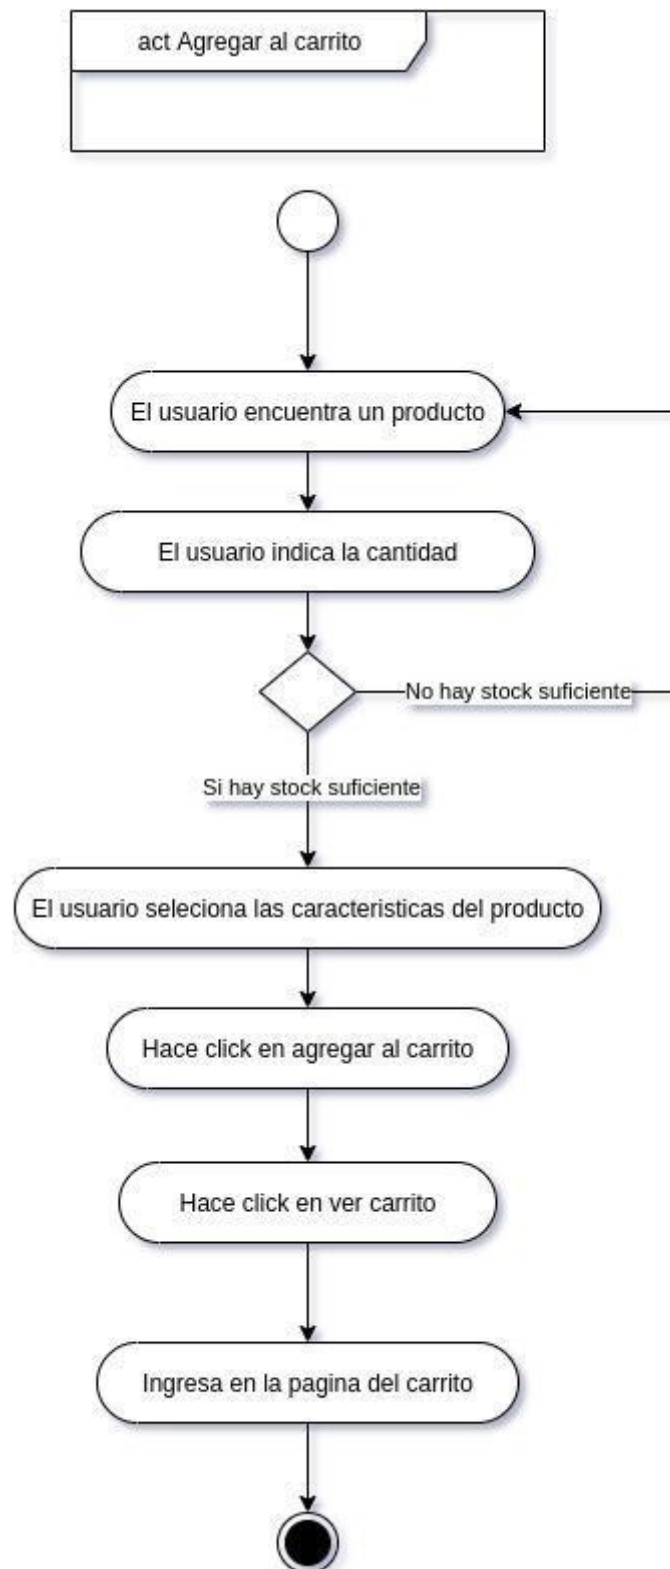 act Agregar al carrito
El usuario encuentra un producto
El usuario indica la cantidad
No hay stock suficiente
Si hay stock suficiente
El usuario seleciona las caracteristicas del producto
Hace click en agregar al carrito
Hace click en ver carrito
Ingresa en la pagina del carrito